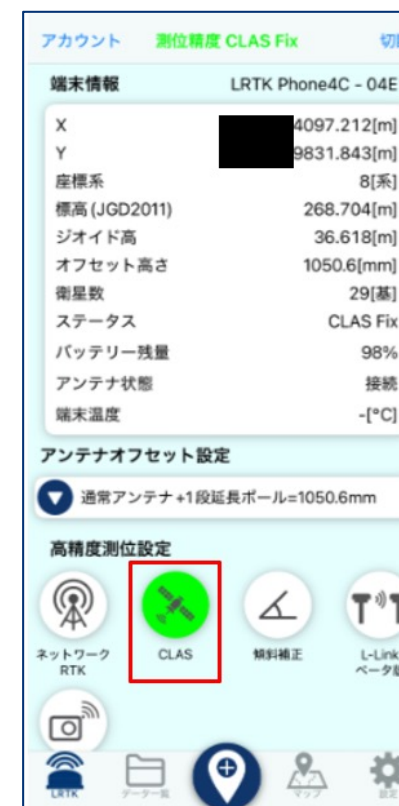 アカウント 測位精度 CLAS Fix 切
端末情報 LRTK Phone4C - 04E
X 4097.212[m]
Y 9831.843[m]
座標系 8[系]
標高 (JGD2011) 268.704[m]
ジオイド高 36.618[m]
オフセット高さ 1050.6[mm]
衛星数 29[基]
ステータス CLAS Fix
バッテリー残量 98%
アンテナ状態 接続
端末温度 -[°C]
アンテナオフセット設定
通常アンテナ+1段延長ポール=1050.6mm
高精度測位設定
ネットワーク RTK
CLAS
傾斜補正
L-Link
ベータ版
LRTK データ一覧 マップ 設定